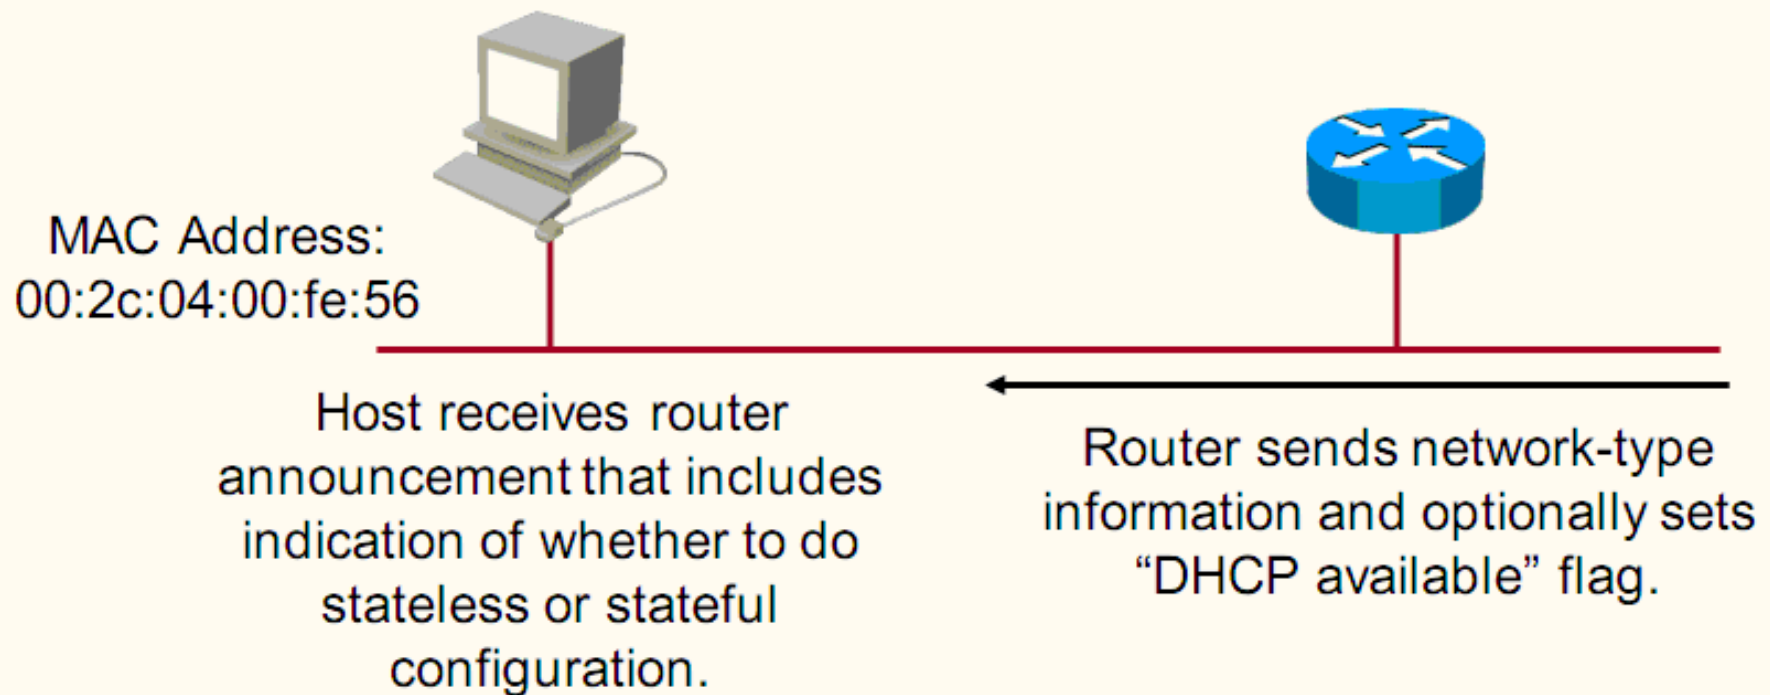 MAC Address:
00:2c:04:00:fe:56
Host receives router
announcement that includes
indication of whether to do
stateless or stateful
configuration.
Router sends network-type
information and optionally sets
“DHCP available” flag.